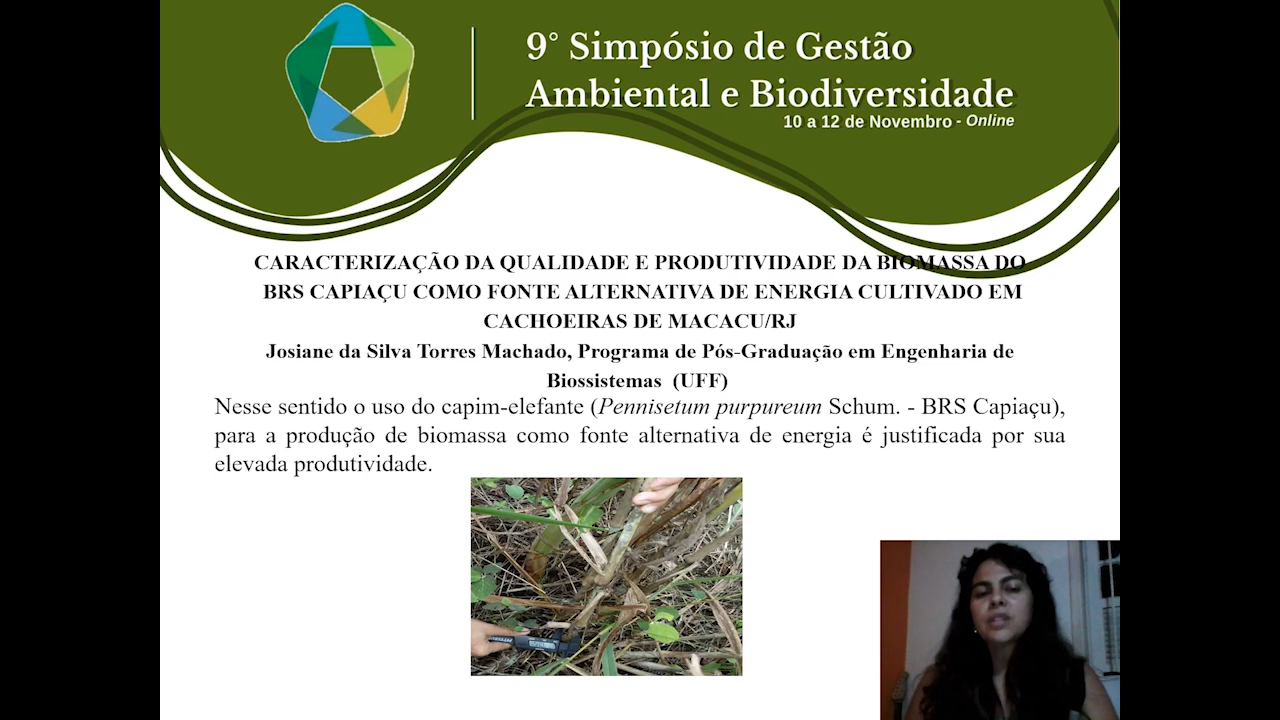 9° Simpósio de Gestão
Ambiental e Biodiversidade
10 a 12 de Novembro - Online
CARACTERIZAÇÃO DA QUALIDADE E PRODUTIVIDADE DA BIOMASSA DO
BRS CAPIAÇU COMO FONTE ALTERNATIVA DE ENERGIA CULTIVADO EM
CACHOEIRAS DE MACACU/RJ
Josiane da Silva Torres Machado, Programa de Pós-Graduação em Engenharia de
Biossistemas (UFF)
Nesse sentido o uso do capim-elefante (Pennisetum purpureum Schum. - BRS Capiaçu),
para a produção de biomassa como fonte alternativa de energia é justificada por sua
elevada produtividade.